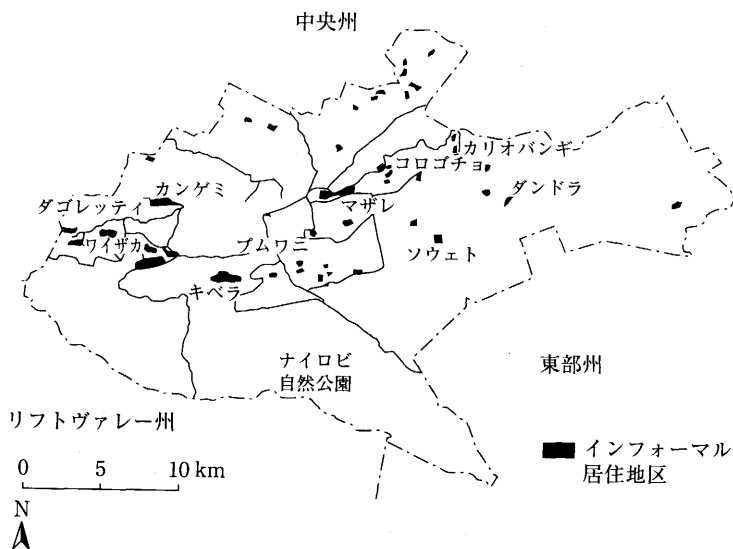 中央州
カリオバンギ
コロゴチョ
カンゲミ
ダンドラ
ダゴレッティ
マザレ
ワイザカ
プムワニ
ソウェト
キベラ
ナイロビ
自然公園
東部州
リフトヴァレー州
インフォーマル
居住地区
0 5 10 km
N